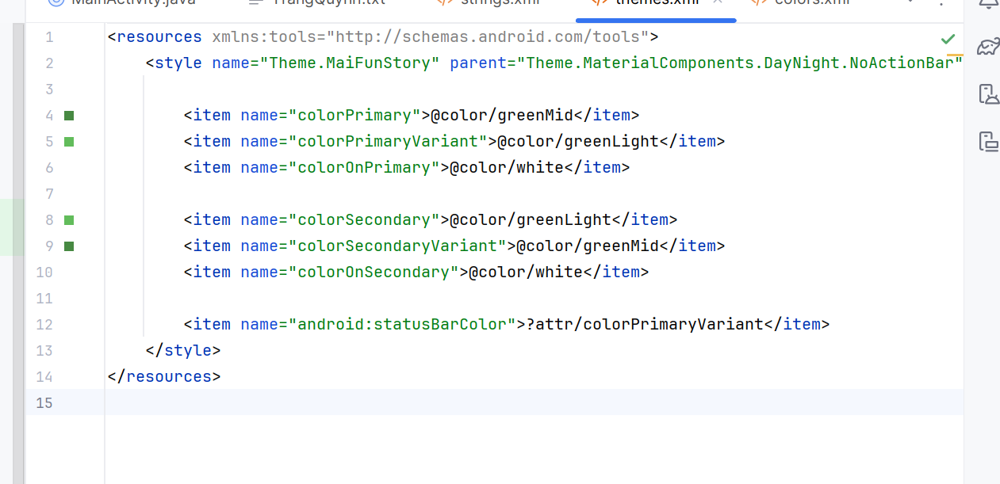 MainActivity.java TrangQuynh.txt strings.xml themes.xml colors.xml
1 <resources xmlns:tools="http://schemas.android.com/tools">
2 <style name="Theme.MaiFunStory" parent="Theme.MaterialComponents.DayNight.NoActionBar"
3
4 <item name="colorPrimary">@color/greenMid</item>
5 <item name="colorPrimaryVariant">@color/greenLight</item>
6 <item name="colorOnPrimary">@color/white</item>
7
8 <item name="colorSecondary">@color/greenLight</item>
9 <item name="colorSecondaryVariant">@color/greenMid</item>
10 <item name="colorOnSecondary">@color/white</item>
11
12 <item name="android:statusBarColor">?attr/colorPrimaryVariant</item>
13 </style>
14 </resources>
15